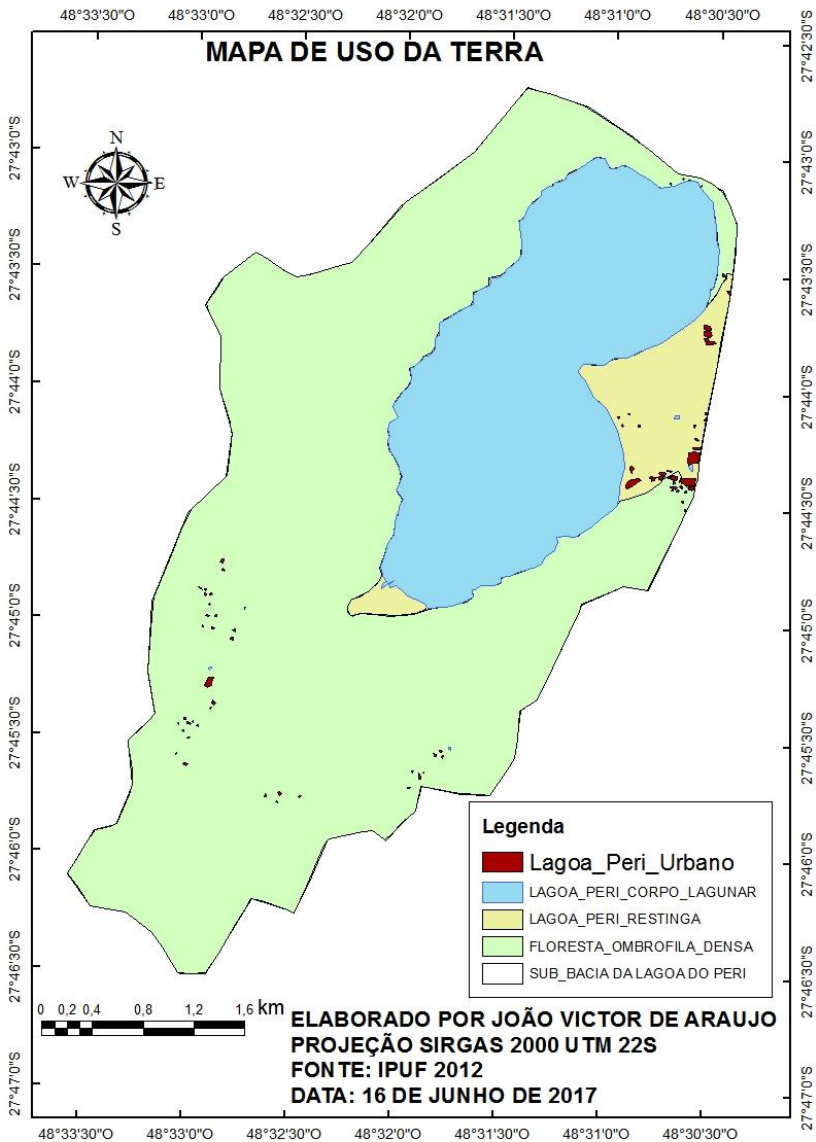 48°33'30"O 48°33'0"O 48°32'30"O 48°32'0"O 48°31'30"O 48°31'0"O 48°30'30"O
MAPA DE USO DA TERRA
N
W E
S
27°43'0"S
27°43'30"S
27°44'0"S
27°44'30"S
27°45'0"S
27°45'30"S
27°46'0"S
27°46'30"S
27°47'0"S
27°42'30"S
27°43'0"S
27°43'30"S
27°44'0"S
27°44'30"S
27°45'0"S
27°45'30"S
27°46'0"S
27°46'30"S
27°47'0"S
Legenda
Lagoa_Peri_Urbano
LAGOA_PERI_CORPO_LAGUNAR
LAGOA_PERI_RESTINGA
FLORESTA_OMBROFILA_DENSA
SUB_BACIA DA LAGOA DO PERI
0 0,2 0,4 0,8 1,2 1,6 km
ELABORADO POR JOÃO VICTOR DE ARAUJO
PROJEÇÃO SIRGAS 2000 UTM 22S
FONTE: IPUF 2012
DATA: 16 DE JUNHO DE 2017
48°33'30"O 48°33'0"O 48°32'30"O 48°32'0"O 48°31'30"O 48°31'0"O 48°30'30"O